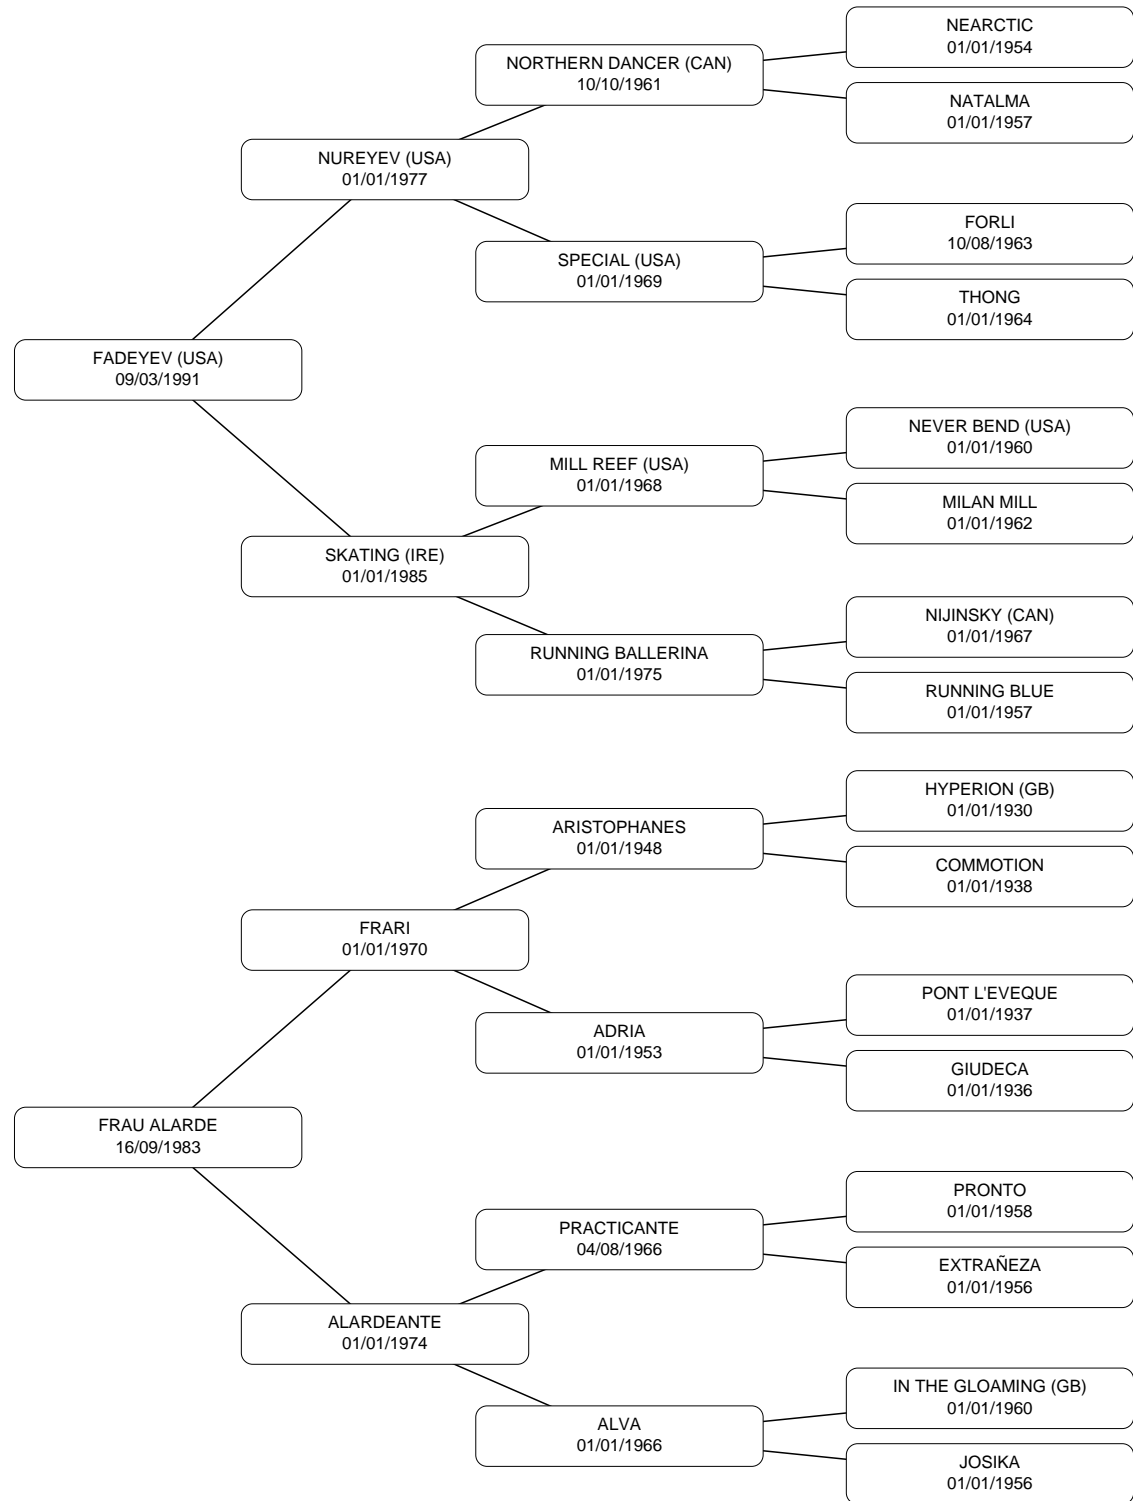 NEARCTIC
01/01/1954
NORTHERN DANCER (CAN)
10/10/1961
NATALMA
01/01/1957
NUREYEV (USA)
01/01/1977
FORLI
10/08/1963
SPECIAL (USA)
01/01/1969
THONG
01/01/1964
FADEYEV (USA)
09/03/1991
NEVER BEND (USA)
01/01/1960
MILL REEF (USA)
01/01/1968
MILAN MILL
01/01/1962
SKATING (IRE)
01/01/1985
NIJINSKY (CAN)
01/01/1967
RUNNING BALLERINA
01/01/1975
RUNNING BLUE
01/01/1957
HYPERION (GB)
01/01/1930
ARISTOPHANES
01/01/1948
COMMOTION
01/01/1938
FRARI
01/01/1970
PONT L'EVEQUE
01/01/1937
ADRIA
01/01/1953
GIUDECA
01/01/1936
FRAU ALARDE
16/09/1983
PRONTO
01/01/1958
PRACTICANTE
04/08/1966
EXTRAÑEZA
01/01/1956
ALARDEANTE
01/01/1974
IN THE GLOAMING (GB)
01/01/1960
ALVA
01/01/1966
JOSIKA
01/01/1956